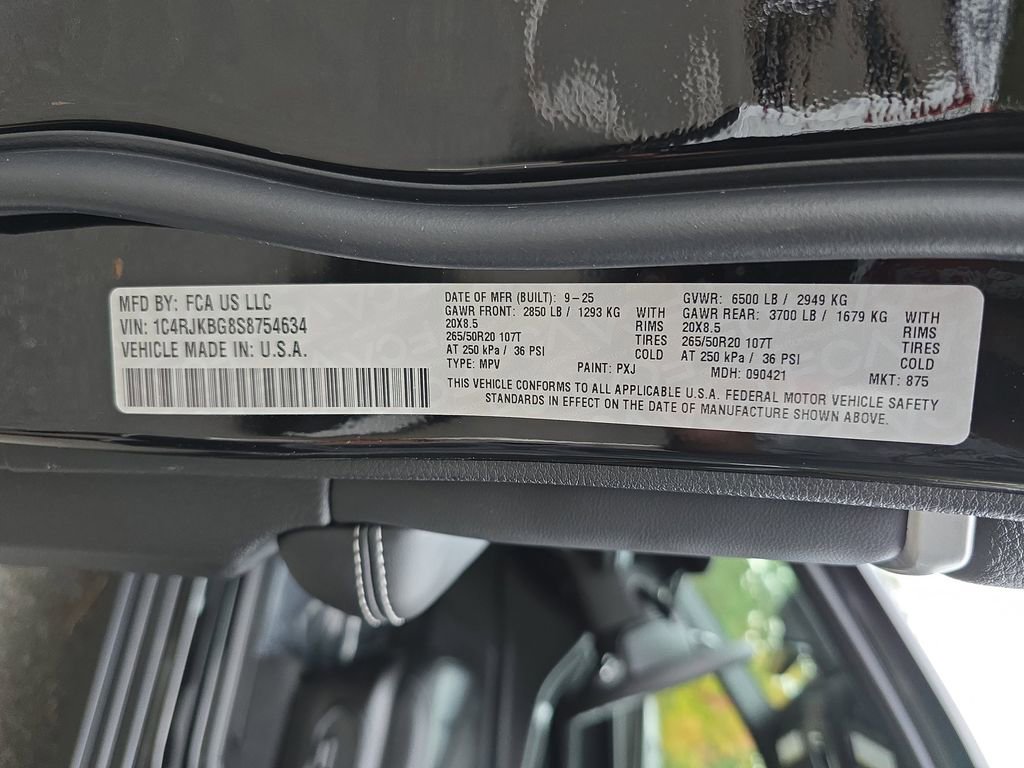 MFD BY: FCA US LLC
VIN: 1C4RJKBG8S8754634
VEHICLE MADE IN: U.S.A.
DATE OF MFR (BUILT): 9-25
GAWR FRONT: 2850 LB / 1293 KG WITH
20X8.5 RIMS
265/50R20 107T TIRES
AT 250 kPa / 36 PSI COLD
TYPE: MPV PAINT: PXJ
GVWR: 6500 LB / 2949 KG
GAWR REAR: 3700 LB / 1679 KG WITH
20X8.5 RIMS
265/50R20 107T TIRES
AT 250 kPa / 36 PSI COLD
MDH: 090421 MKT: 875
THIS VEHICLE CONFORMS TO ALL APPLICABLE U.S.A. FEDERAL MOTOR VEHICLE SAFETY
STANDARDS IN EFFECT ON THE DATE OF MANUFACTURE SHOWN ABOVE.